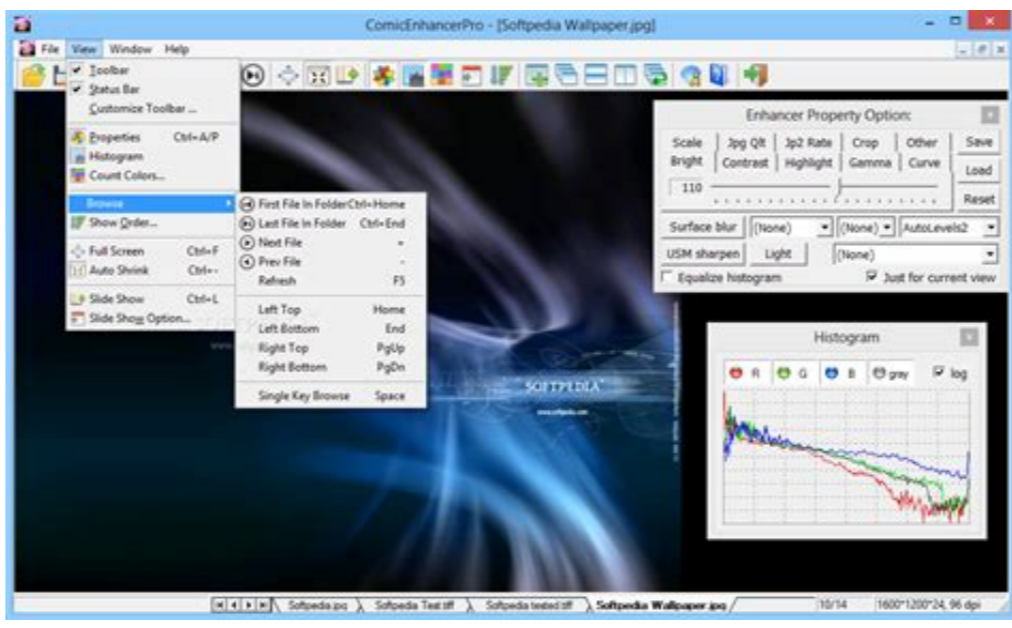 ComicEnhancerPro - [Softpedia Wallpaper.jpg]
File View Window Help
Toolbar
Status Bar
Customize Toolbar ...
Properties Ctrl+A/P
Histogram
Count Colors...
Browse
Show Order...
Full Screen Ctrl+F
Auto Shrink Ctrl+-
Slide Show Ctrl+L
Slide Show Option...
First File In Folder Ctrl+Home
Last File In Folder Ctrl+End
Next File
Prev File -
Refresh F5
Left Top Home
Left Bottom End
Right Top PgUp
Right Bottom PgDn
Single Key Browse Space
Enhancer Property Option:
Scale Jpg Qlt Jp2 Rate Crop Other Save
Bright Contrast Highlight Gamma Curve Load
110 Reset
Surface blur (None) (None) AutoLevels2
USM sharpen Light (None)
Equalize histogram Just for current view
Histogram
R G B gray log
SOFTPEDIA
www.softpedia.com
Softpedia.jpg Softpedia Test.tiff Softpedia tested.tiff Softpedia Wallpaper.jpg 10/14 1600*1200*24, 96 dpi